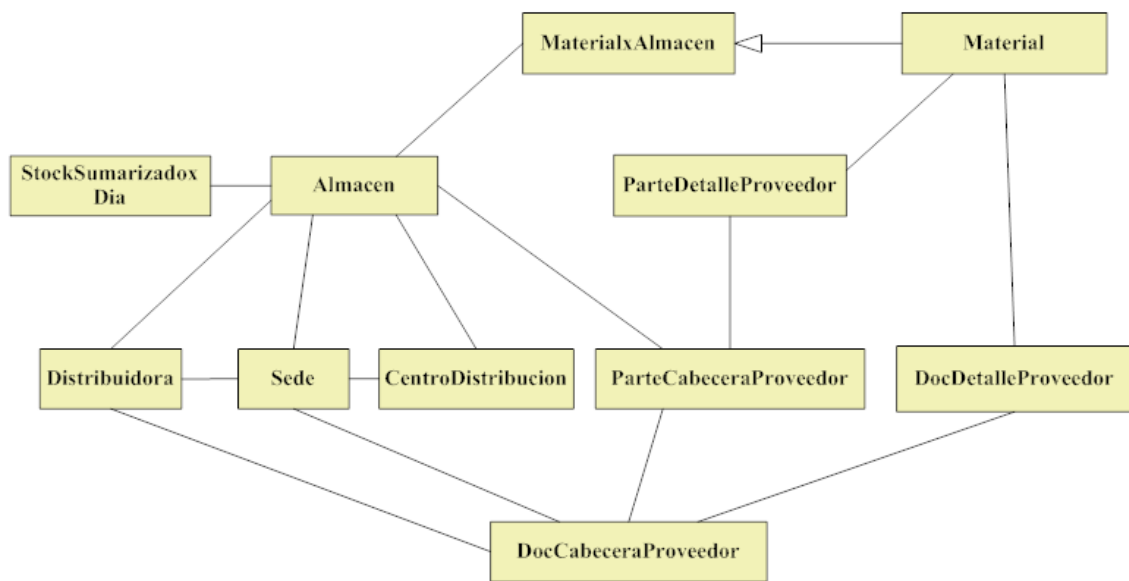 MaterialxAlmacen
Material
StockSumarizadox
Dia
Almacen
ParteDetalleProveedor
Distribuidora
Sede
CentroDistribucion
ParteCabeceraProveedor
DocDetalleProveedor
DocCabeceraProveedor